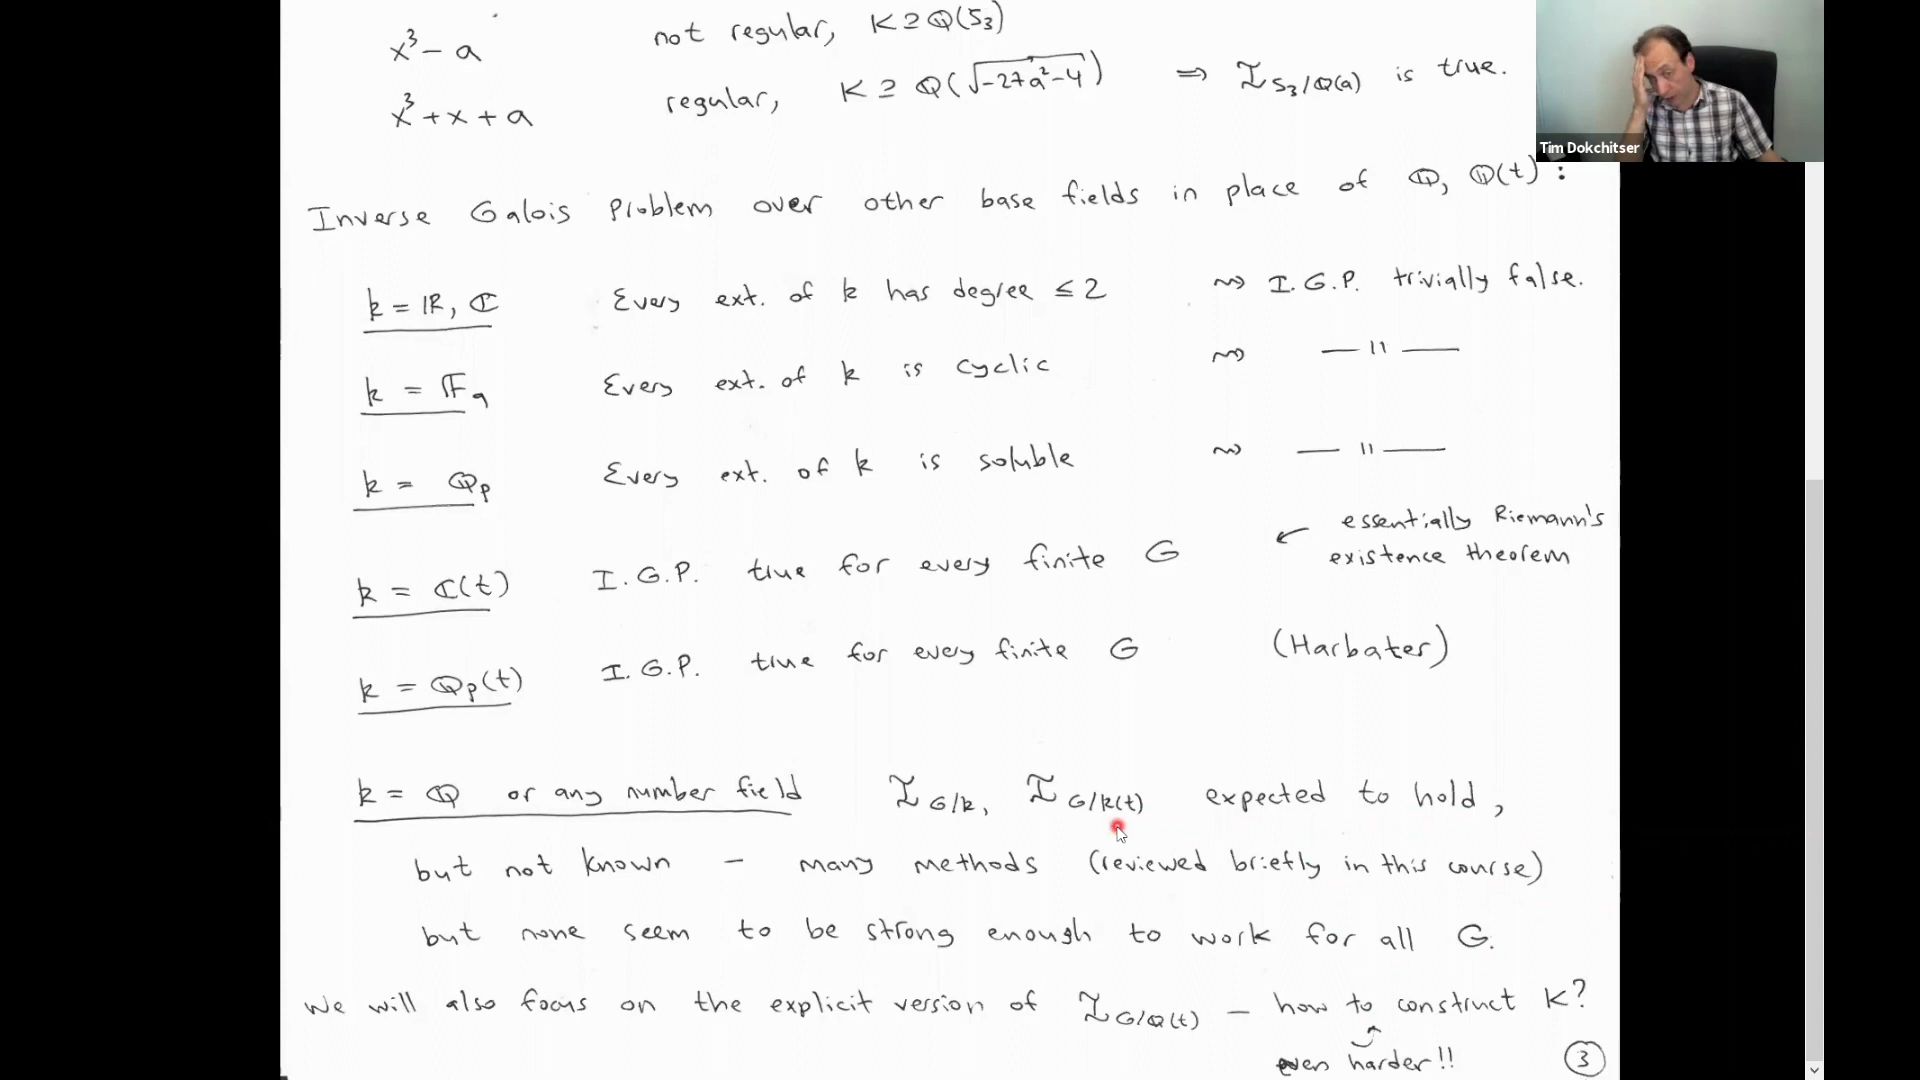 x³ - a not regular, K ⊇ ℚ(ζ₃)
x³ + x + a regular, K ⊇ ℚ(√-27a²-4) ⇒ I_{S₃/ℚ(a)} is true.
Tim Dokchitser
Inverse Galois Problem over other base fields in place of ℚ, ℚ(t):
k = ℝ, ℂ Every ext. of k has degree ≤ 2 ⇝ I.G.P. trivially false.
k = 𝔽_q Every ext. of k is cyclic ⇝ — " —
k = ℚ_p Every ext. of k is soluble ⇝ — " —
k = ℂ(t) I.G.P. true for every finite G ← essentially Riemann's existence theorem
k = ℚ_p(t) I.G.P. true for every finite G (Harbater)
k = ℚ or any number field I_{G/k}, I_{G/k(t)} expected to hold,
but not known - many methods (reviewed briefly in this course)
but none seem to be strong enough to work for all G.
We will also focus on the explicit version of I_{G/ℚ(t)} - how to construct K?
even harder!!
3